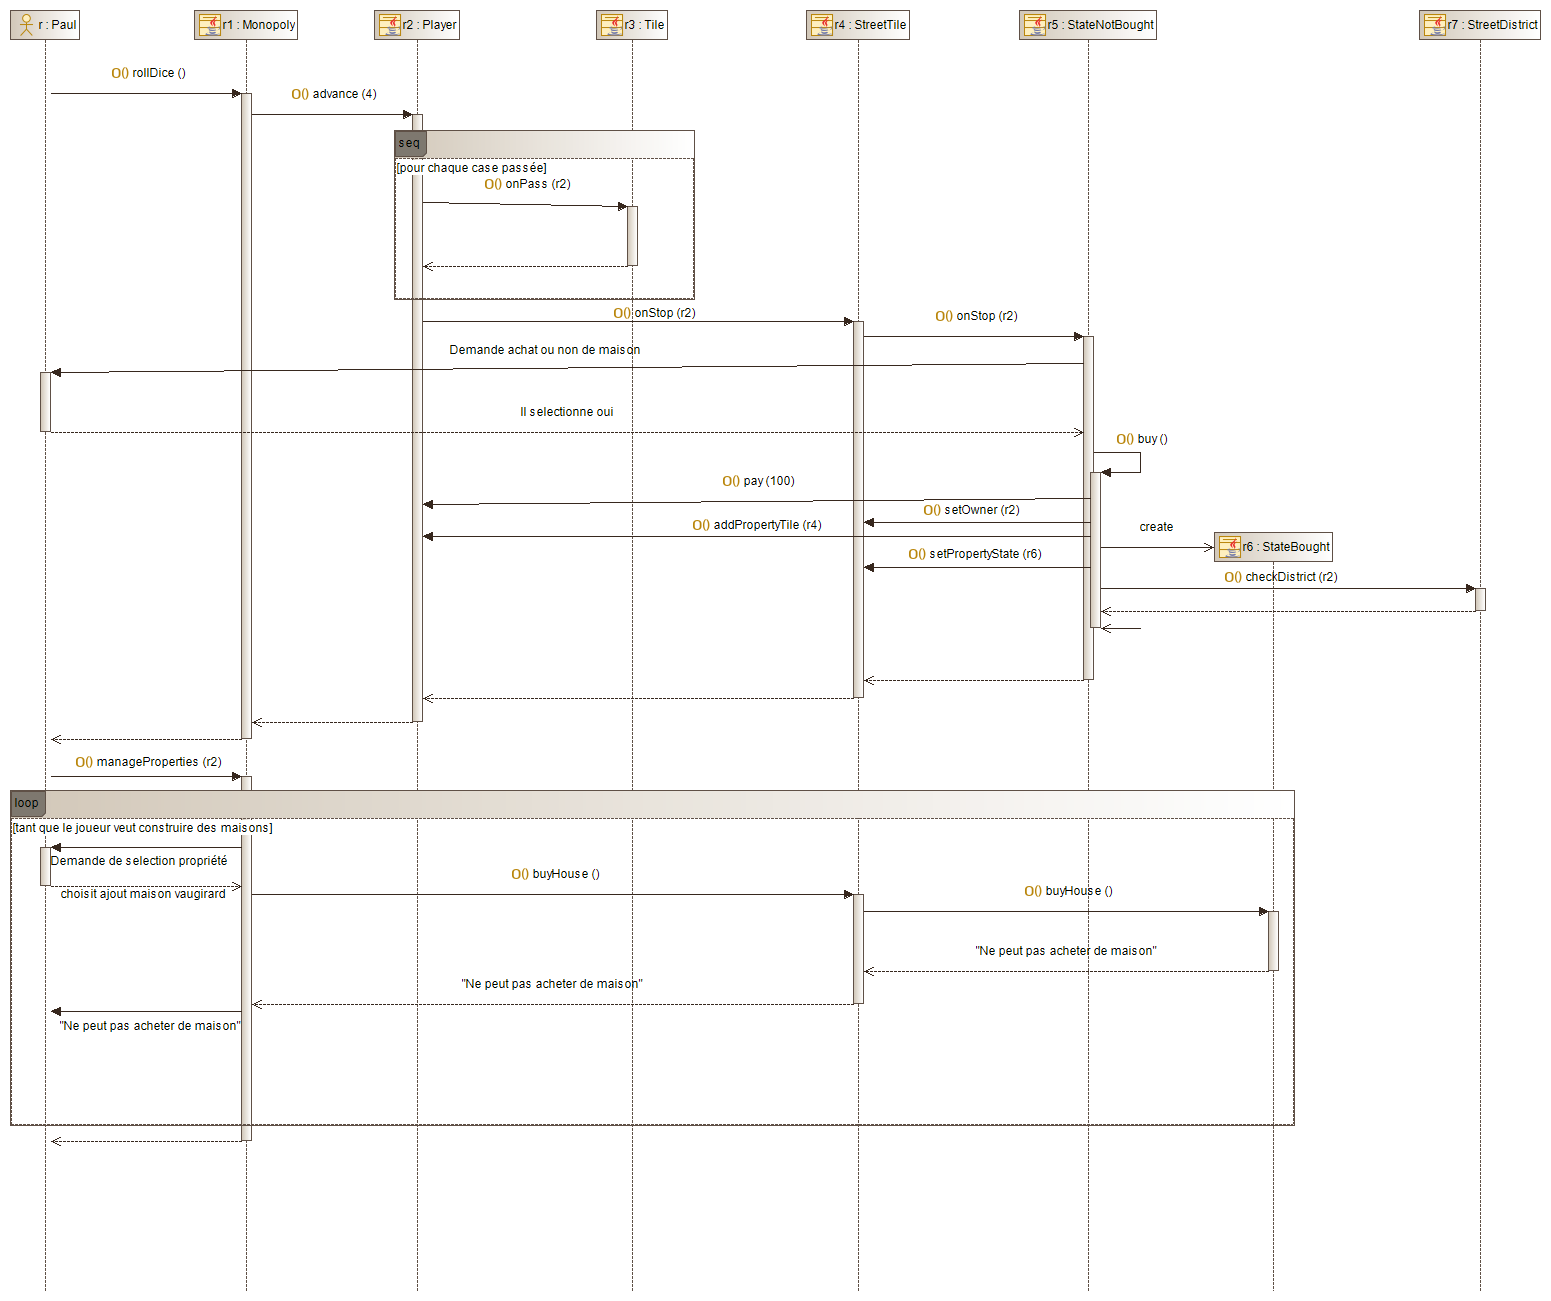 r : Paul
r1 : Monopoly
r2 : Player
r3 : Tile
r4 : StreetTile
r5 : StateNotBought
r7 : StreetDistrict
O() rollDice ()
O() advance (4)
seq
[pour chaque case passée]
O() onPass (r2)
O() onStop (r2)
O() onStop (r2)
Demande achat ou non de maison
Il selectionne oui
O() buy ()
O() pay (100)
O() setOwner (r2)
O() addPropertyTile (r4)
create
r6 : StateBought
O() setPropertyState (r6)
O() checkDistrict (r2)
O() manageProperties (r2)
loop
[tant que le joueur veut construire des maisons]
Demande de selection propriété
choisit ajout maison vaugirard
O() buyHouse ()
O() buyHouse ()
"Ne peut pas acheter de maison"
"Ne peut pas acheter de maison"
"Ne peut pas acheter de maison"